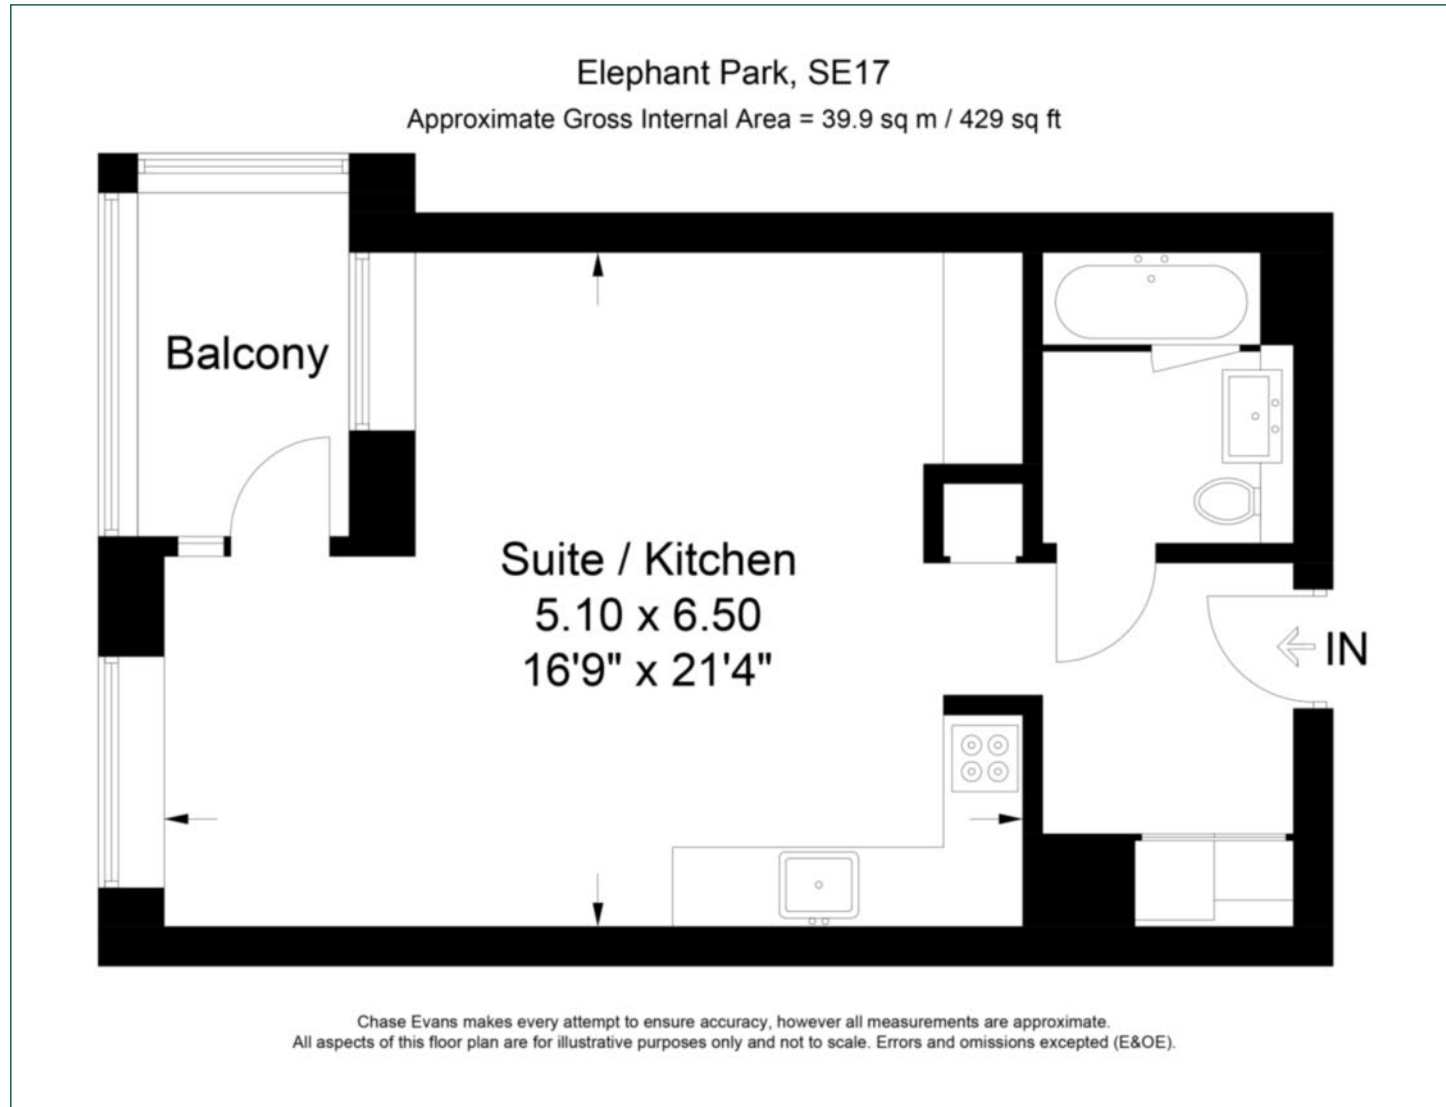 Elephant Park, SE17
Approximate Gross Internal Area = 39.9 sq m / 429 sq ft
Balcony
Suite / Kitchen
5.10 x 6.50
16'9" x 21'4"
IN
Chase Evans makes every attempt to ensure accuracy, however all measurements are approximate.
All aspects of this floor plan are for illustrative purposes only and not to scale. Errors and omissions excepted (E&OE).